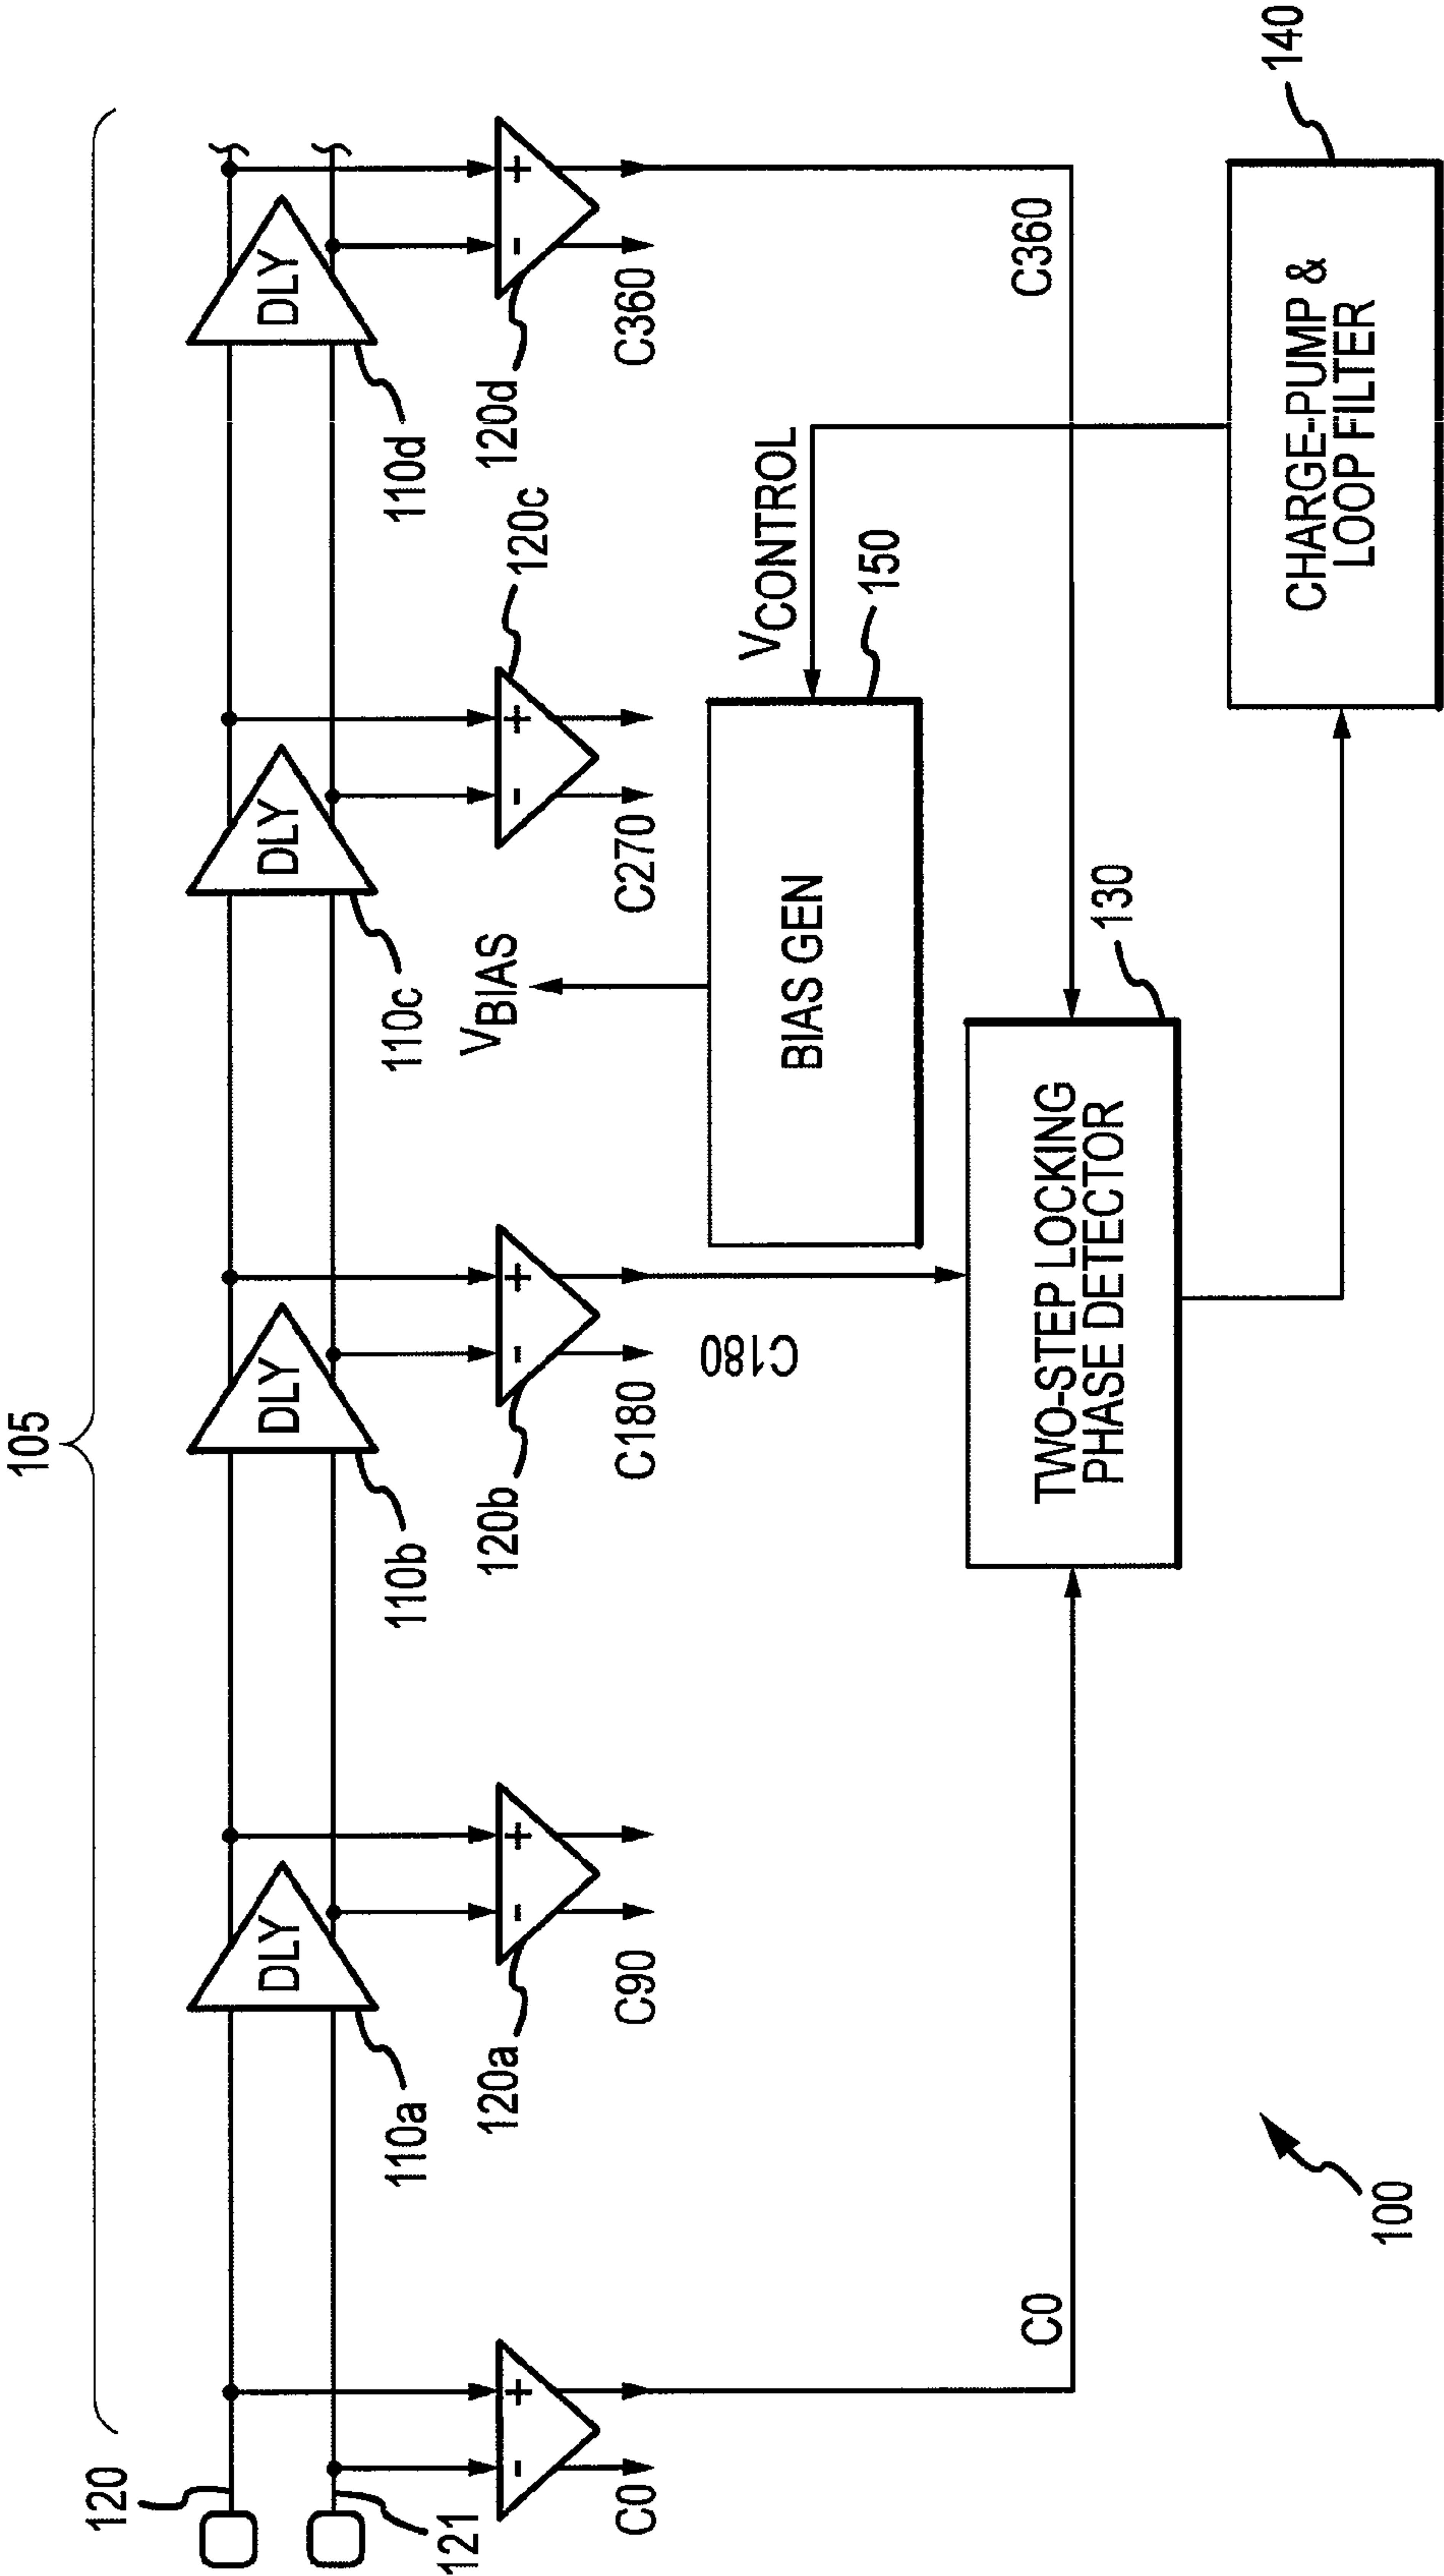 105
120
121
DLY
DLY
DLY
DLY
110a
110b
110c
110d
+
-
+
-
+
-
+
-
+
-
120a
120b
120c
120d
C0
C90
C180
C270
C360
C180
VBIAS
VCONTROL
BIAS GEN
150
C0
C360
TWO-STEP LOCKING
PHASE DETECTOR
130
CHARGE-PUMP &
LOOP FILTER
140
100